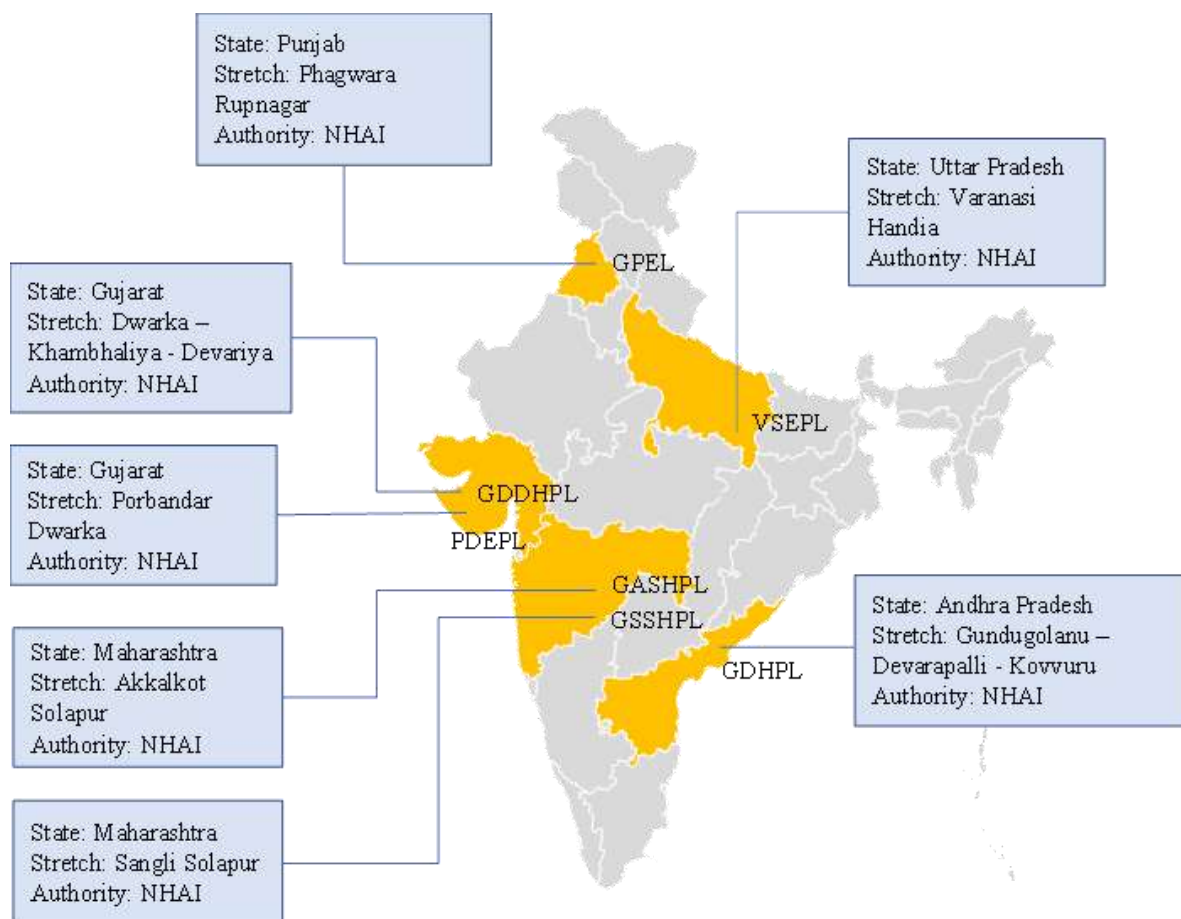 State: Punjab
Stretch: Phagwara
Rupnagar
Authority: NHAI
State: Uttar Pradesh
Stretch: Varanasi
Handia
Authority: NHAI
GPEL
State: Gujarat
Stretch: Dwarka –
Khambhaliya - Devariya
Authority: NHAI
VSEPL
State: Gujarat
Stretch: Porbandar
Dwarka
Authority: NHAI
GDDHPL
PDEPL
GASHPL
GSSHPL
GDHPL
State: Andhra Pradesh
Stretch: Gundugolanu –
Devarapalli - Kovvuru
Authority: NHAI
State: Maharashtra
Stretch: Akkalkot
Solapur
Authority: NHAI
State: Maharashtra
Stretch: Sangli Solapur
Authority: NHAI